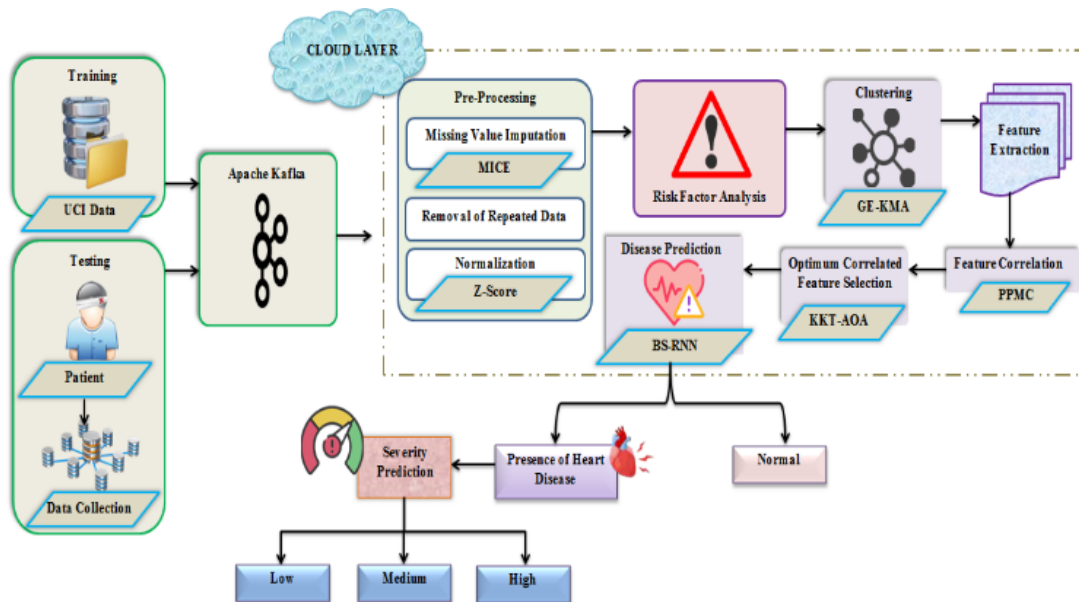 CLOUD LAYER
Training
UCI Data
Testing
Patient
Data Collection
Apache Kafka
Pre-Processing
Missing Value Imputation
MICE
Removal of Repeated Data
Normalization
Z-Score
Risk Factor Analysis
Clustering
GE-KMA
Feature
Extraction
Feature Correlation
PPMC
Optimum Correlated
Feature Selection
KKT-AOA
Disease Prediction
BS-RNN
Normal
Presence of Heart
Disease
Severity
Prediction
Low
Medium
High